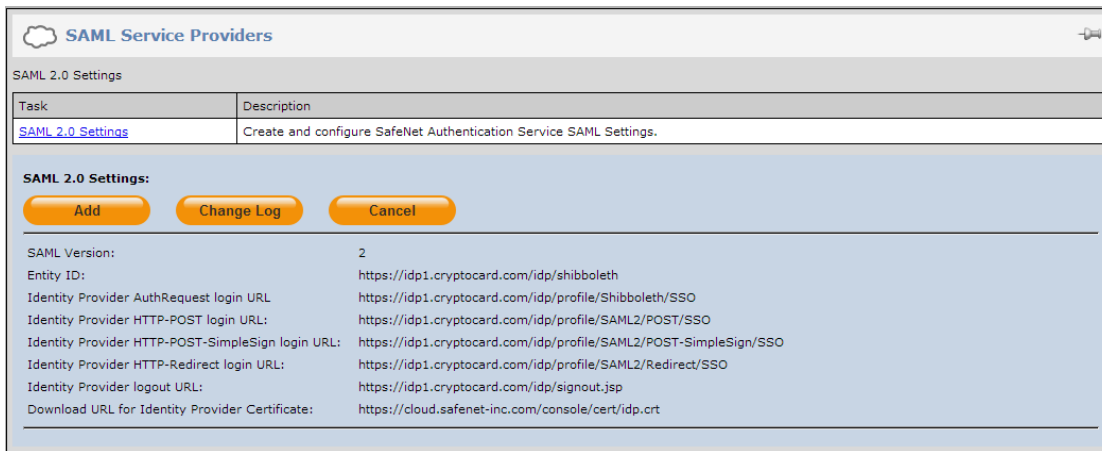 SAML Service Providers
SAML 2.0 Settings
Task Description
SAML 2.0 Settings Create and configure SafeNet Authentication Service SAML Settings.
SAML 2.0 Settings:
Add Change Log Cancel
SAML Version: 2
Entity ID: https://idp1.cryptocard.com/idp/shibboleth
Identity Provider AuthRequest login URL https://idp1.cryptocard.com/idp/profile/Shibboleth/SSO
Identity Provider HTTP-POST login URL: https://idp1.cryptocard.com/idp/profile/SAML2/POST/SSO
Identity Provider HTTP-POST-SimpleSign login URL: https://idp1.cryptocard.com/idp/profile/SAML2/POST-SimpleSign/SSO
Identity Provider HTTP-Redirect login URL: https://idp1.cryptocard.com/idp/profile/SAML2/Redirect/SSO
Identity Provider logout URL: https://idp1.cryptocard.com/idp/signout.jsp
Download URL for Identity Provider Certificate: https://cloud.safenet-inc.com/console/cert/idp.crt